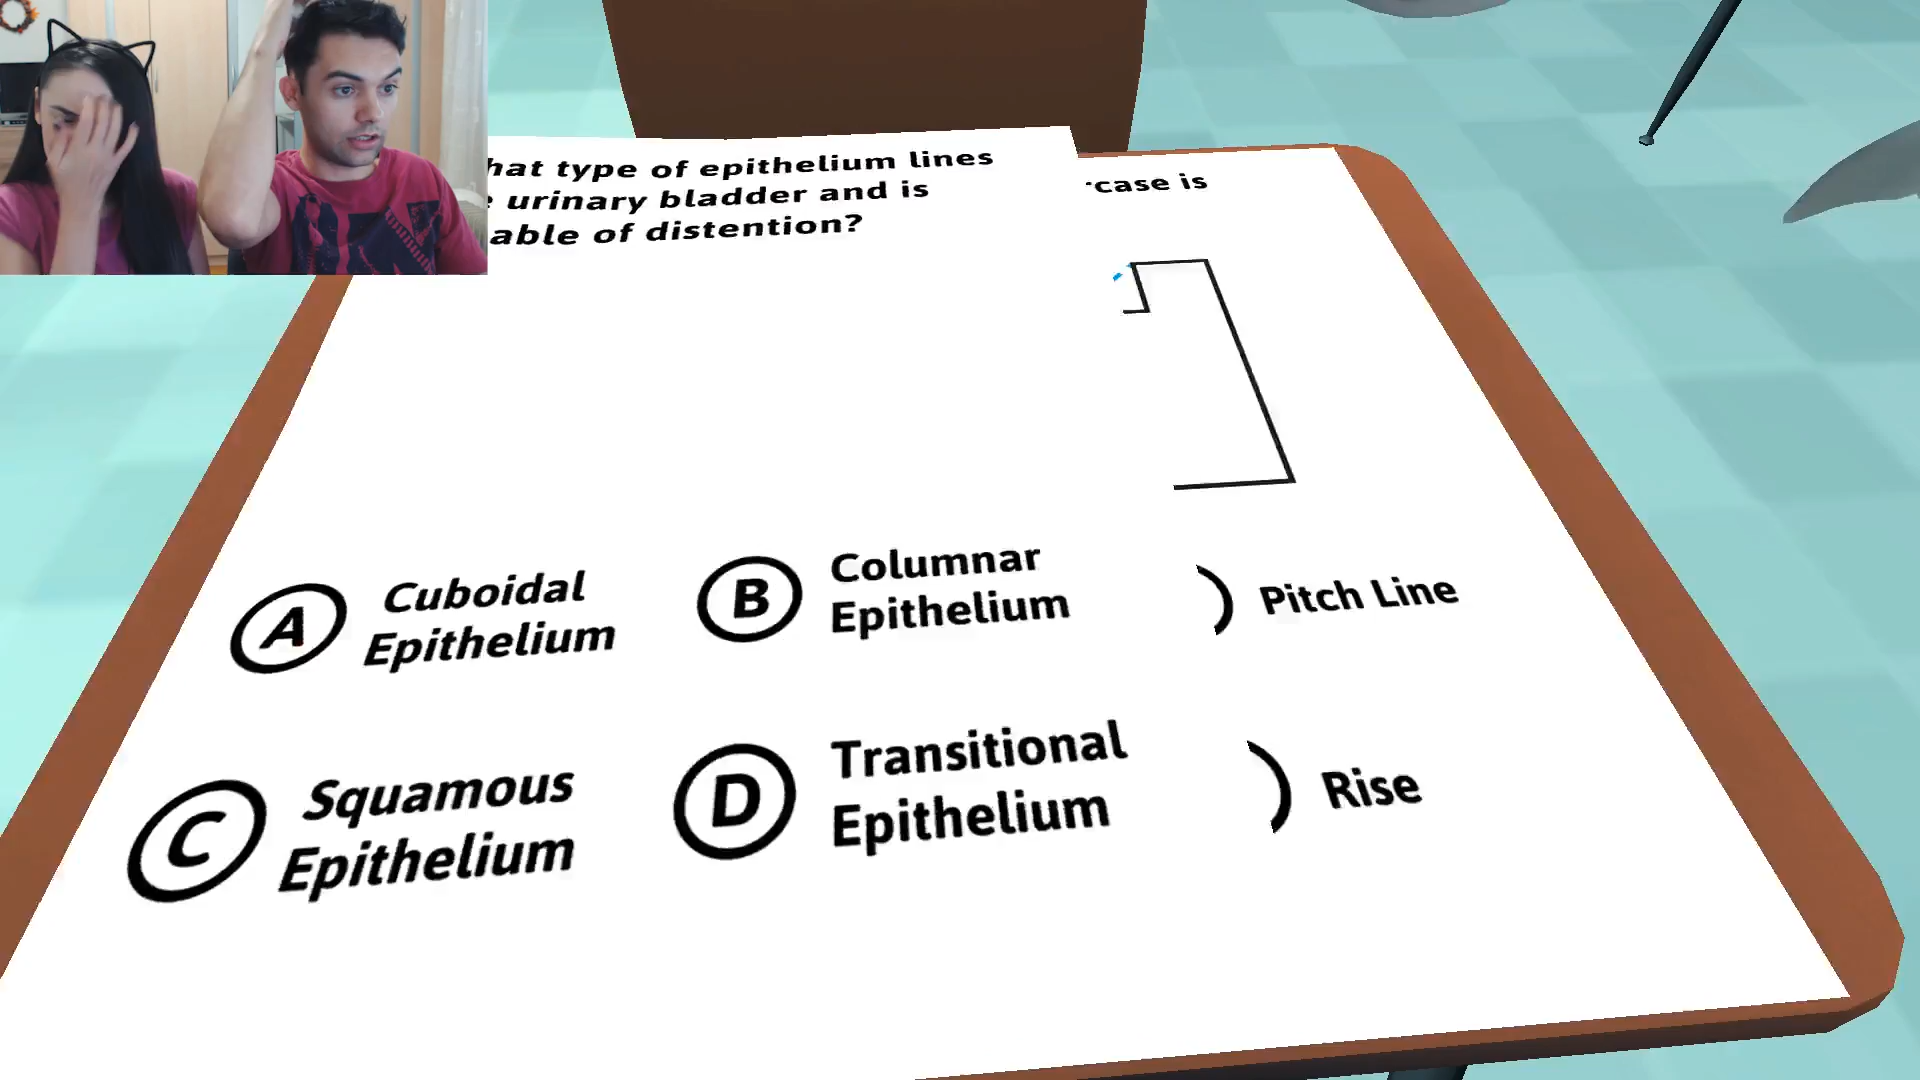 hat type of epithelium lines
urinary bladder and is
able of distention?
case is
A Cuboidal
Epithelium
B Columnar
Epithelium
) Pitch Line
C Squamous
Epithelium
D Transitional
Epithelium
) Rise